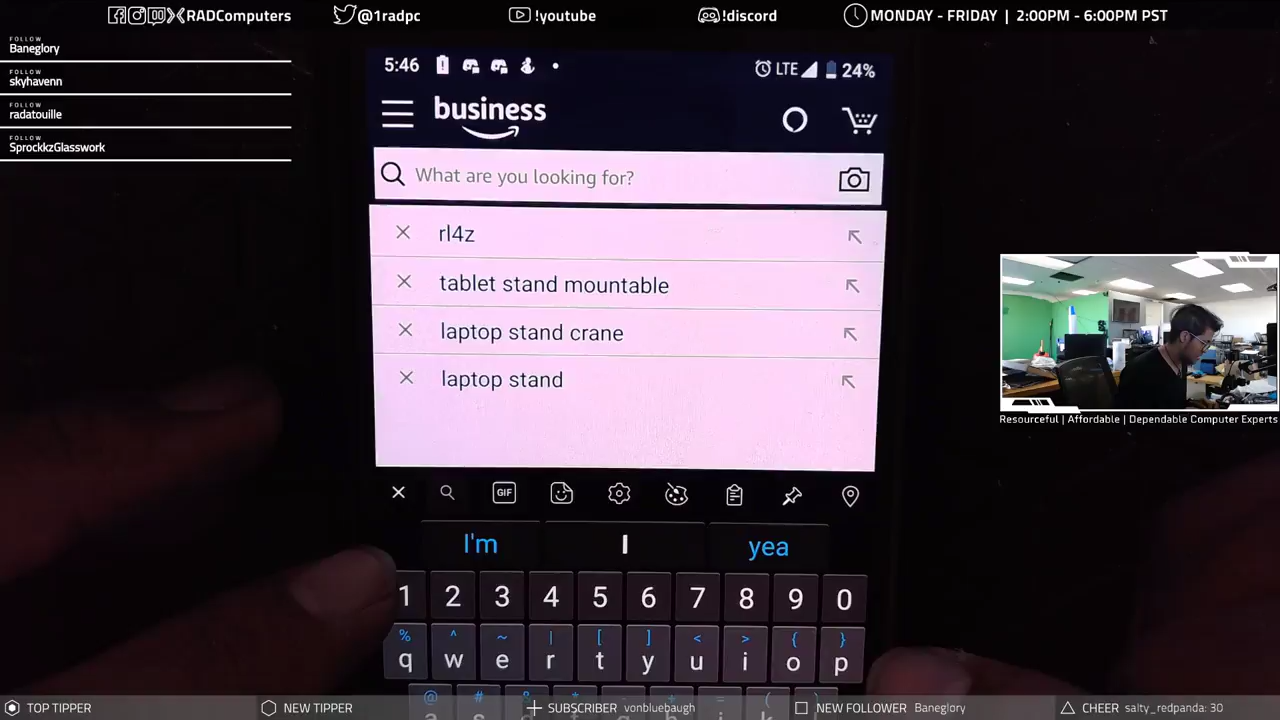 RADComputers
@1radpc
!youtube
!discord
MONDAY - FRIDAY | 2:00PM - 6:00PM PST
FOLLOW
Baneglory
FOLLOW
skyhavenn
FOLLOW
radatouille
FOLLOW
SprockkzGlasswork
5:46
LTE
24%
business
What are you looking for?
rl4z
tablet stand mountable
laptop stand crane
laptop stand
GIF
I'm
I
yea
1 2 3 4 5 6 7 8 9 0
% ^ ~ | [ ] < > { }
q w e r t y u i o p
@ # & * - (
Resourceful | Affordable | Dependable Computer Experts
TOP TIPPER
NEW TIPPER
SUBSCRIBER vonbluebaugh
NEW FOLLOWER Baneglory
CHEER salty_redpanda: 30